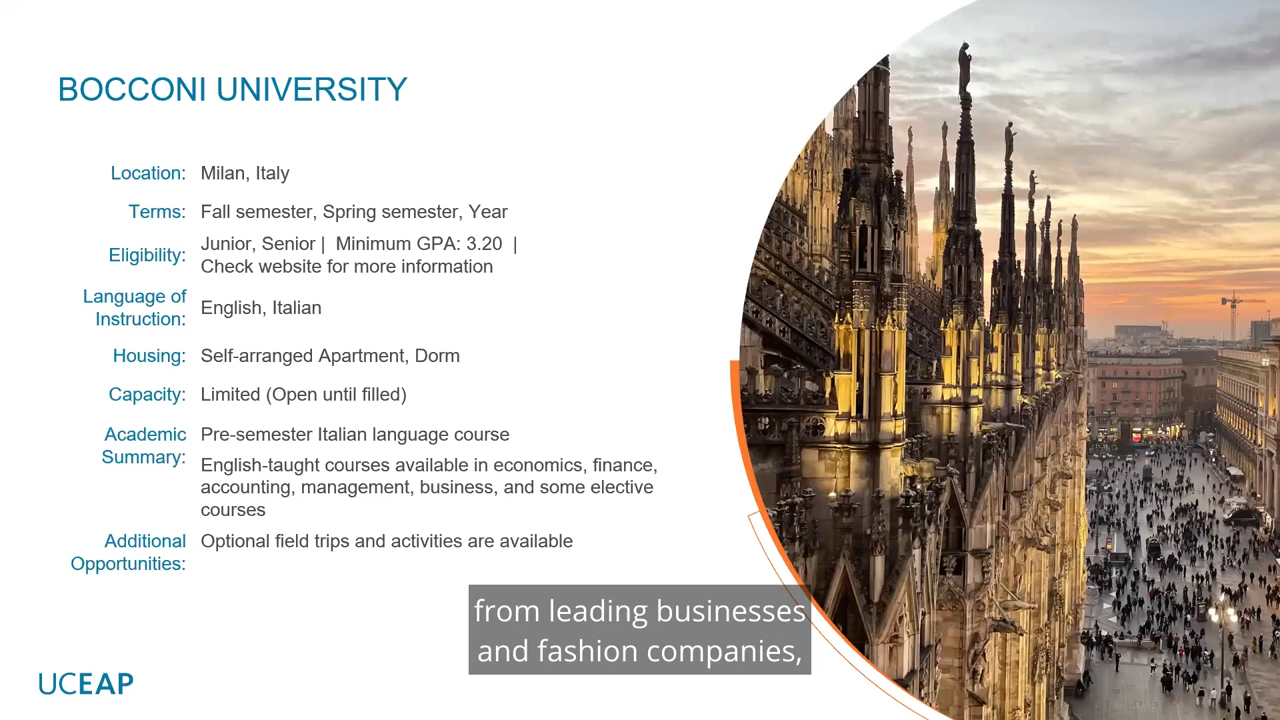 BOCCONI UNIVERSITY
Location: Milan, Italy
Terms: Fall semester, Spring semester, Year
Eligibility: Junior, Senior | Minimum GPA: 3.20 |
Check website for more information
Language of
Instruction: English, Italian
Housing: Self-arranged Apartment, Dorm
Capacity: Limited (Open until filled)
Academic
Summary:
Pre-semester Italian language course
English-taught courses available in economics, finance,
accounting, management, business, and some elective
courses
Additional
Opportunities:
Optional field trips and activities are available
from leading businesses
and fashion companies,
UCEAP